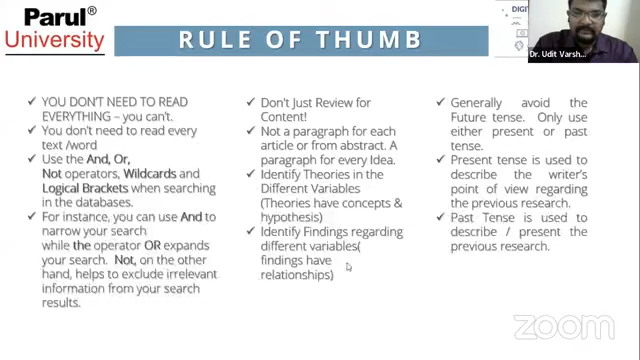 Parul®
University
RULE OF THUMB
DIGIT
Dr. Udit Varsh...
✓ YOU DON'T NEED TO READ
EVERYTHING – you can't.
✓ You don't need to read every
text /word
✓ Use the And, Or,
Not operators, Wildcards and
Logical Brackets when searching
in the databases.
✓ For instance, you can use And to
narrow your search
while the operator OR expands
your search. Not, on the other
hand, helps to exclude irrelevant
information from your search
results.
✓ Don't Just Review for
Content!
✓ Not a paragraph for each
article or from abstract. A
paragraph for every Idea.
✓ Identify Theories in the
Different Variables
(Theories have concepts &
hypothesis)
✓ Identify Findings regarding
different variables(
findings have
relationships)
✓ Generally avoid the
Future tense. Only use
either present or past
tense.
✓ Present tense is used to
describe the writer's
point of view regarding
the previous research.
✓ Past Tense is used to
describe / present the
previous research.
zoom